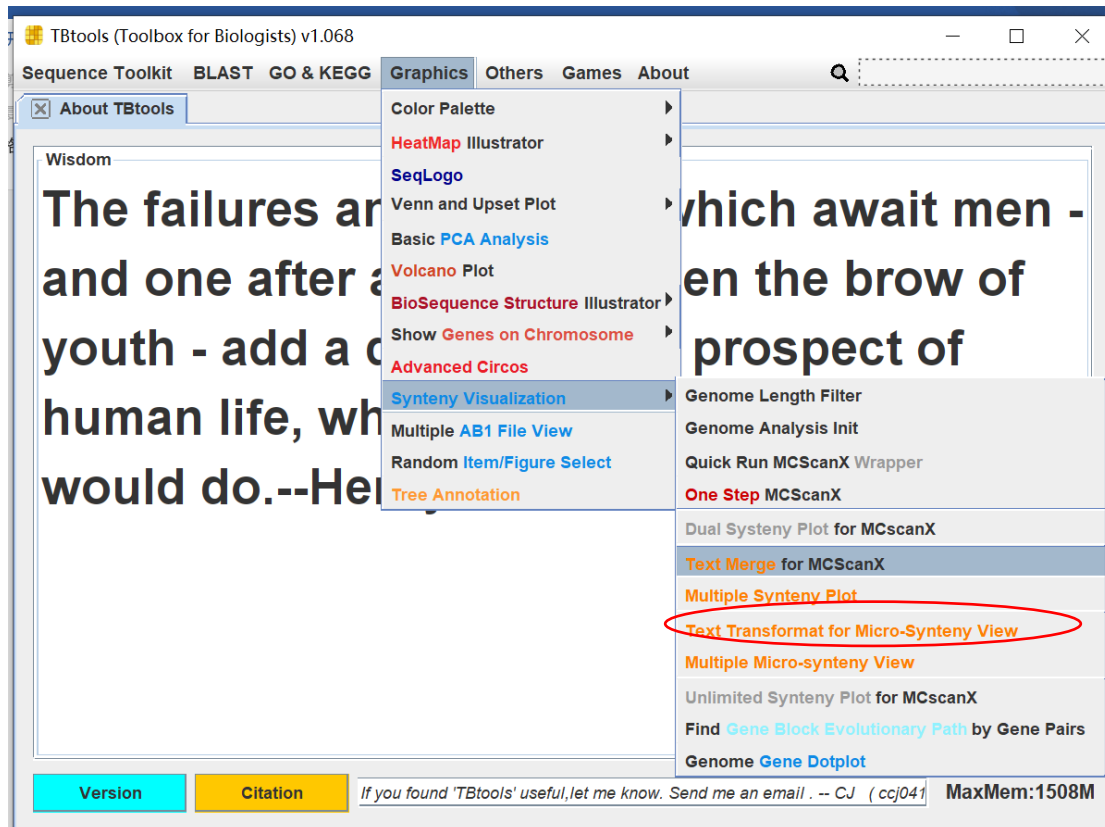 TBtools (Toolbox for Biologists) v1.068
Sequence Toolkit BLAST GO & KEGG Graphics Others Games About
About TBtools
Wisdom
The failures an
which await men -
and one after a
en the brow of
youth - add a
prospect of
human life, wh
would do.--Hen
Color Palette
HeatMap Illustrator
SeqLogo
Venn and Upset Plot
Basic PCA Analysis
Volcano Plot
BioSequence Structure Illustrator
Show Genes on Chromosome
Advanced Circos
Synteny Visualization
Multiple AB1 File View
Random Item/Figure Select
Tree Annotation
Genome Length Filter
Genome Analysis Init
Quick Run MCScanX Wrapper
One Step MCScanX
Dual Systeny Plot for MCscanX
Text Merge for MCScanX
Multiple Synteny Plot
Text Transformat for Micro-Synteny View
Multiple Micro-synteny View
Unlimited Synteny Plot for MCscanX
Find Gene Block Evolutionary Path by Gene Pairs
Genome Gene Dotplot
Version
Citation
If you found 'TBtools' useful,let me know. Send me an email . -- CJ ( ccj041
MaxMem:1508M